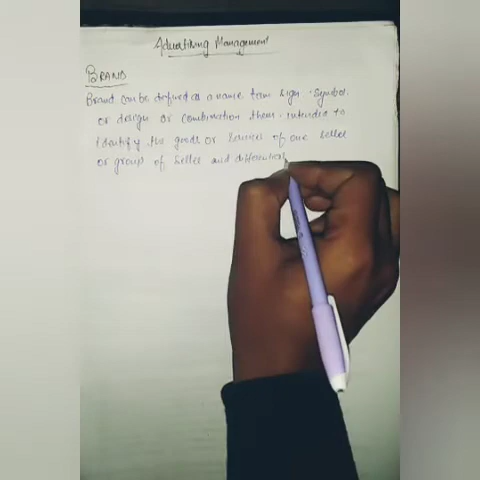 Advertising Management
BRAND
Brand can be defined as a name term sign symbol
or design or combination them. intended to
identify the goods or services of one seller
or group of seller and differentiat